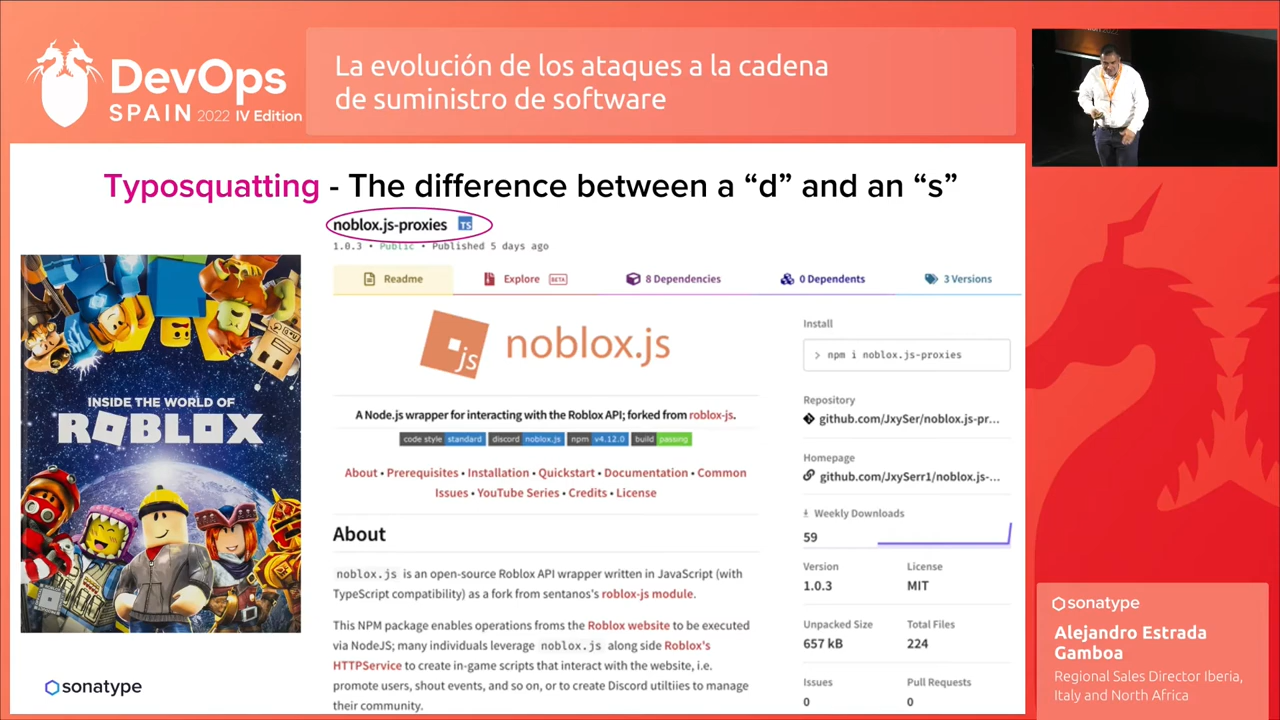 DevOps
SPAIN 2022 IV Edition
La evolución de los ataques a la cadena
de suministro de software
Typosquatting - The difference between a “d” and an “s”
noblox.js-proxies TS
1.0.3 • Public • Published 5 days ago
Readme
Explore BETA
8 Dependencies
0 Dependents
3 Versions
INSIDE THE WORLD OF
ROBLOX
js noblox.js
A Node.js wrapper for interacting with the Roblox API; forked from roblox-js.
code style standard discord noblox.js npm v4.12.0 build passing
About • Prerequisites • Installation • Quickstart • Documentation • Common
Issues • YouTube Series • Credits • License
About
noblox.js is an open-source Roblox API wrapper written in JavaScript (with
TypeScript compatibility) as a fork from sentanos's roblox-js module.
This NPM package enables operations froms the Roblox website to be executed
via NodeJS; many individuals leverage noblox.js along side Roblox's
HTTPService to create in-game scripts that interact with the website, i.e.
promote users, shout events, and so on, or to create Discord utiltiies to manage
their community.
Install
> npm i noblox.js-proxies
Repository
github.com/JxySer/noblox.js-pr...
Homepage
github.com/JxySerr1/noblox.js-...
Weekly Downloads
59
Version License
1.0.3 MIT
Unpacked Size Total Files
657 kB 224
Issues Pull Requests
0 0
sonatype
sonatype
Alejandro Estrada
Gamboa
Regional Sales Director Iberia,
Italy and North Africa